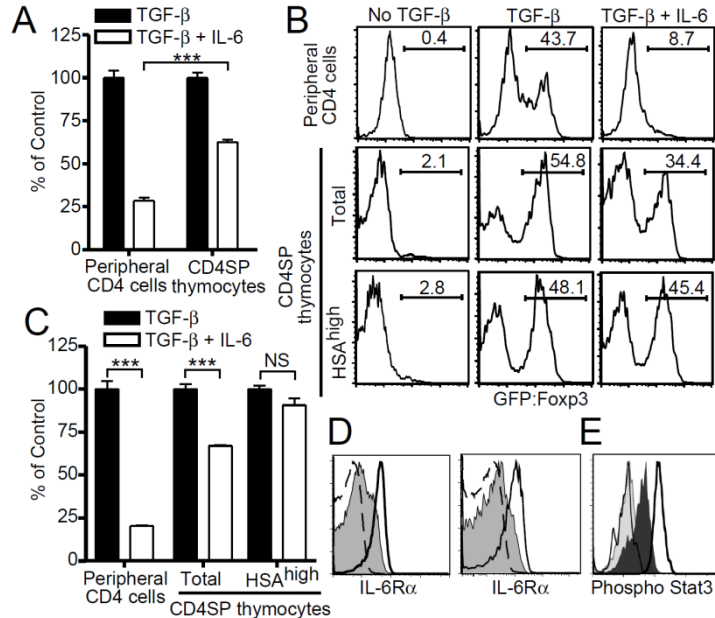 A
TGF-β
TGF-β + IL-6
***
% of Control
125
100
75
50
25
0
Peripheral CD4SP
CD4 cells thymocytes
B
No TGF-β TGF-β TGF-β + IL-6
Peripheral
CD4 cells
0.4 43.7 8.7
CD4SP
thymocytes
Total
2.1 54.8 34.4
HSAhigh
2.8 48.1 45.4
GFP:Foxp3
C
TGF-β
TGF-β + IL-6
*** *** NS
% of Control
125
100
75
50
25
0
Peripheral Total HSAhigh
CD4 cells CD4SP thymocytes
D
IL-6Rα IL-6Rα
E
Phospho Stat3